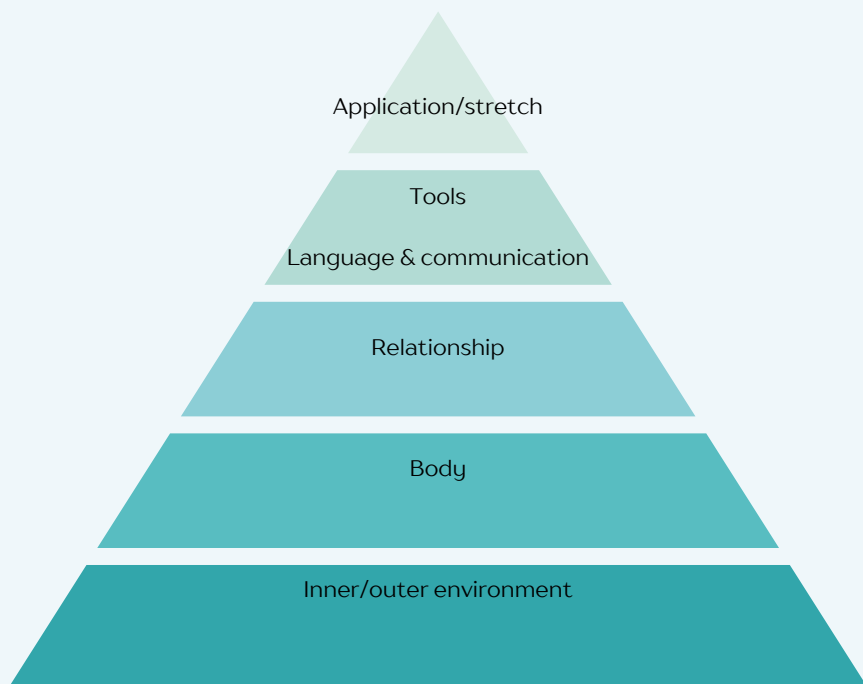 Application/stretch
Tools
Language & communication
Relationship
Body
Inner/outer environment